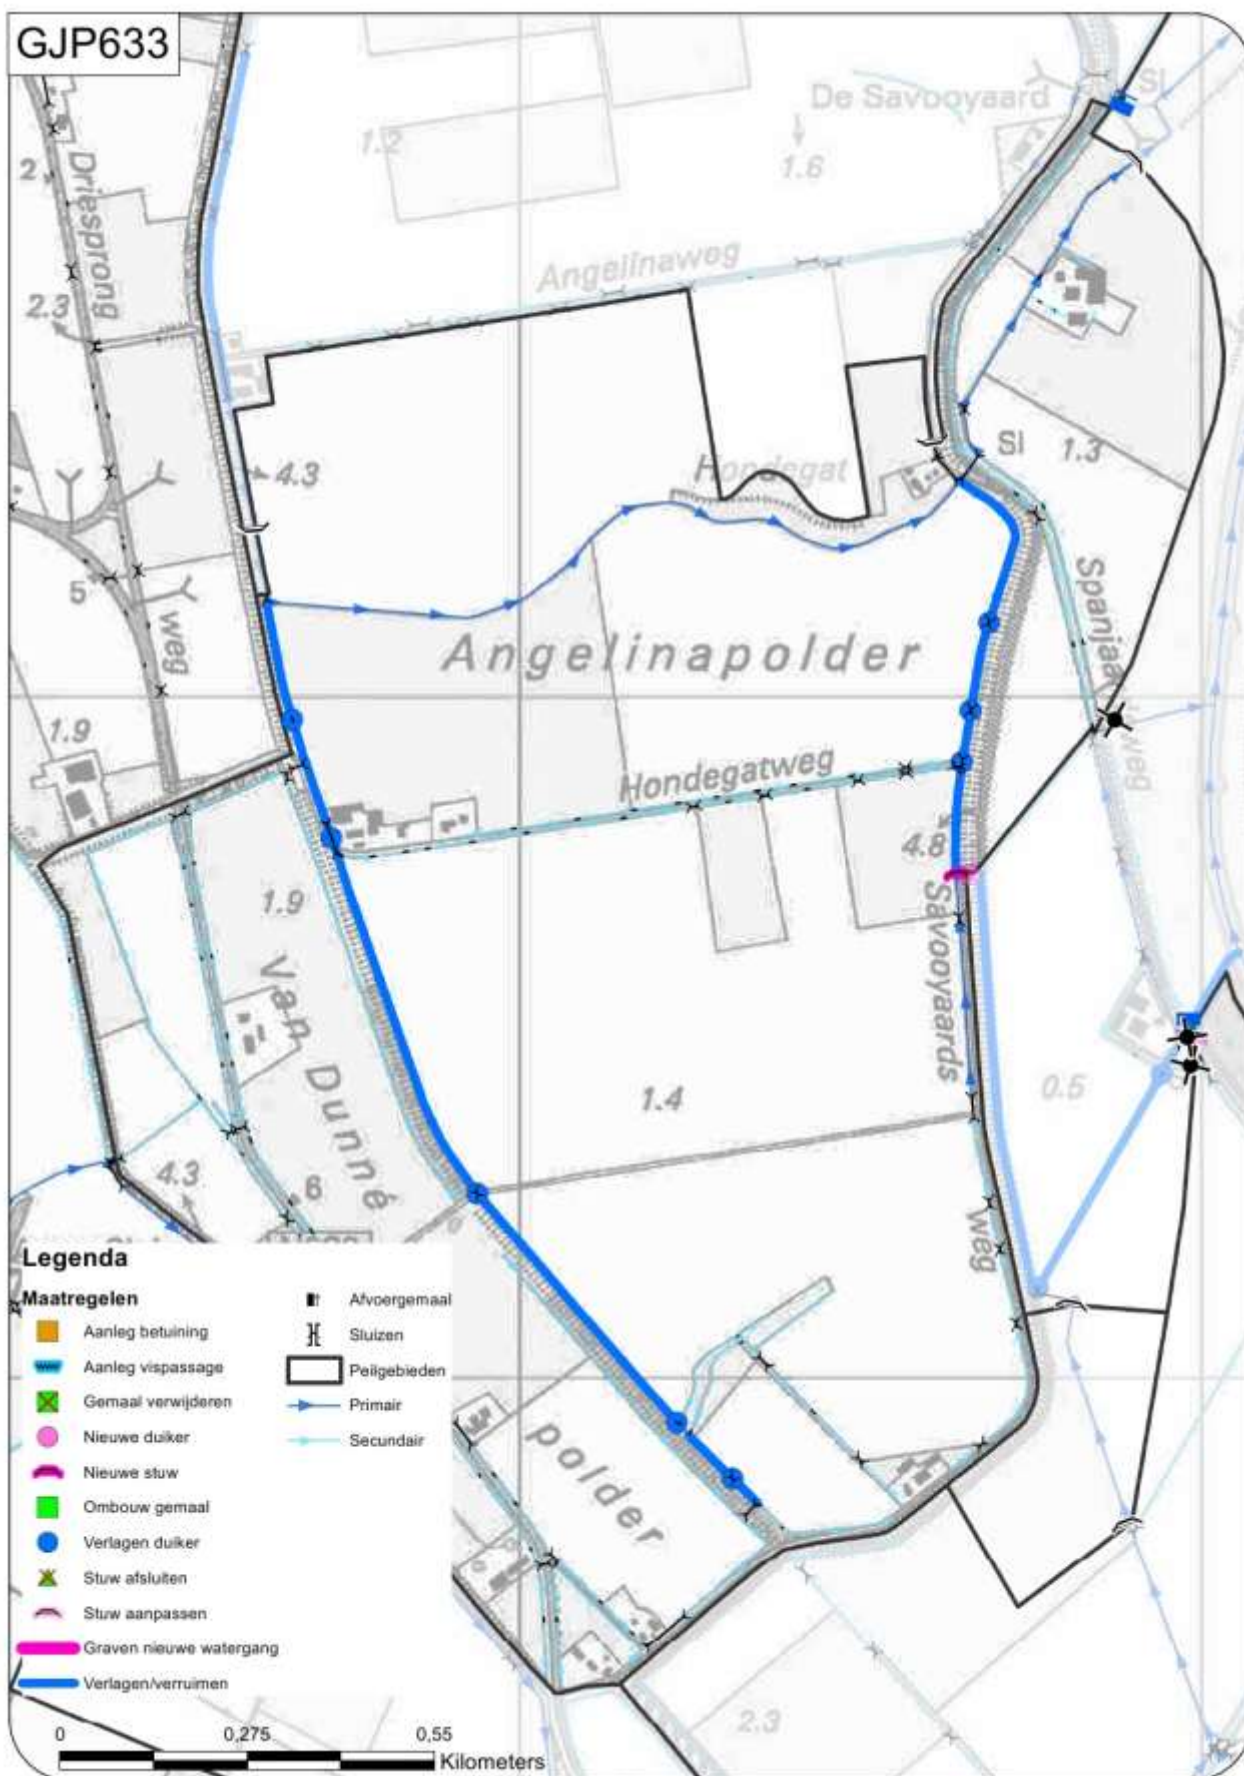 GJP633
De Savooyaard
Sl
1.2
1.6
Driesprong
2
2.3
Angelinaweg
4.3
Hondegat
Sl
1.3
5
weg
Angelinapolder
Spanjaa
weg
1.9
Hondegatweg
4.8
1.9
Savooyaards
Van Dunné
1.4
0.5
4.3
6
weg
polder
2.3
Legenda
Maatregelen
Aanleg betuining
Aanleg vispassage
Gemaal verwijderen
Nieuwe duiker
Nieuwe stuw
Ombouw gemaal
Verlagen duiker
Stuw afsluiten
Stuw aanpassen
Graven nieuwe watergang
Verlagen/verruimen
Afvoergemaal
Sluizen
Peilgebieden
Primair
Secundair
0 0,275 0,55
Kilometers